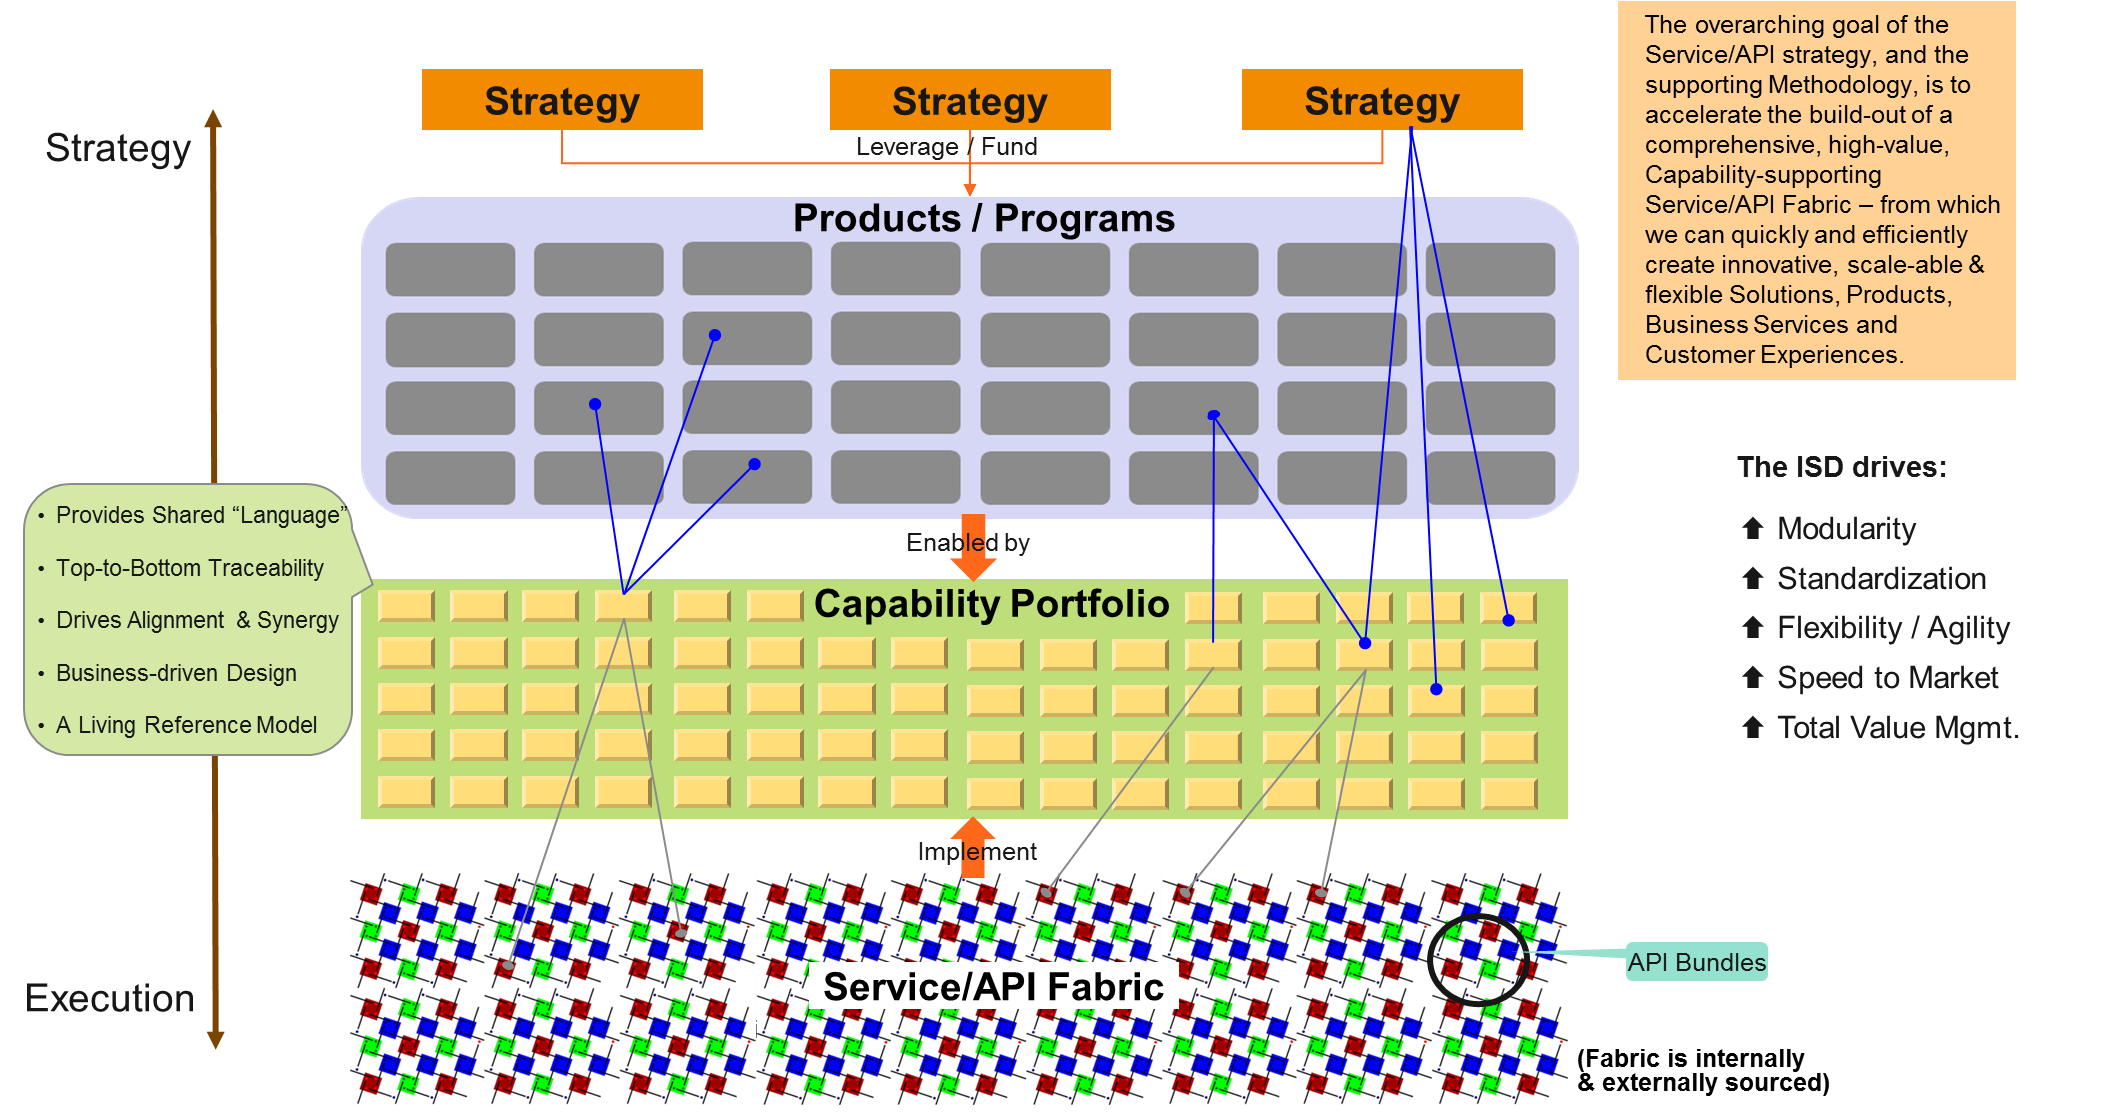 Strategy
Strategy
Strategy
Leverage / Fund
Strategy
Products / Programs
The overarching goal of the
Service/API strategy, and the
supporting Methodology, is to
accelerate the build-out of a
comprehensive, high-value,
Capability-supporting
Service/API Fabric – from which
we can quickly and efficiently
create innovative, scale-able &
flexible Solutions, Products,
Business Services and
Customer Experiences.
The ISD drives:
Modularity
Standardization
Flexibility / Agility
Speed to Market
Total Value Mgmt.
• Provides Shared “Language”
• Top-to-Bottom Traceability
• Drives Alignment & Synergy
• Business-driven Design
• A Living Reference Model
Enabled by
Capability Portfolio
Implement
Execution
Service/API Fabric
API Bundles
(Fabric is internally
& externally sourced)